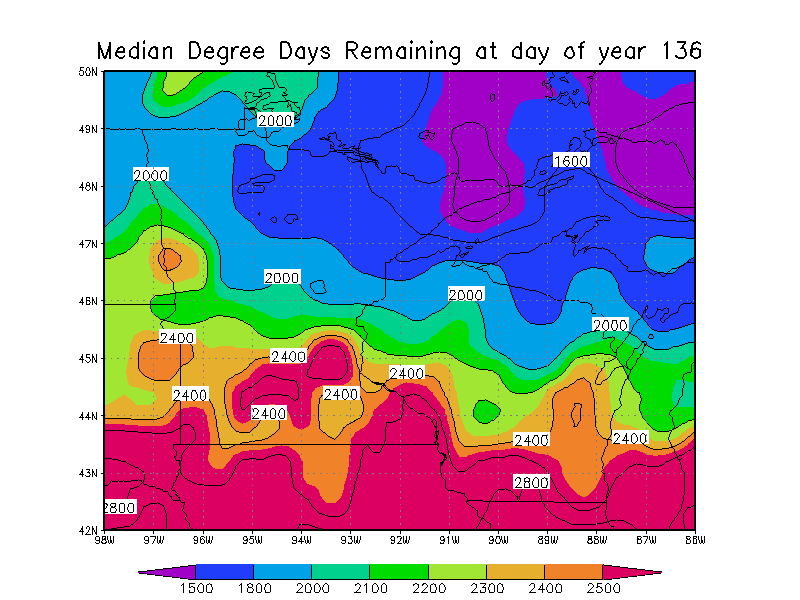 Median Degree Days Remaining at day of year 136
50N
2000
49N
1600
2000
48N
47N
2000
2000
46N
2000
2400
45N
2400
2400
2400
2400
2400
44N
2400
2400
43N
2800
2800
42N
98W 97W 96W 95W 94W 93W 92W 91W 90W 89W 88W 87W 86W
1500 1800 2000 2100 2200 2300 2400 2500